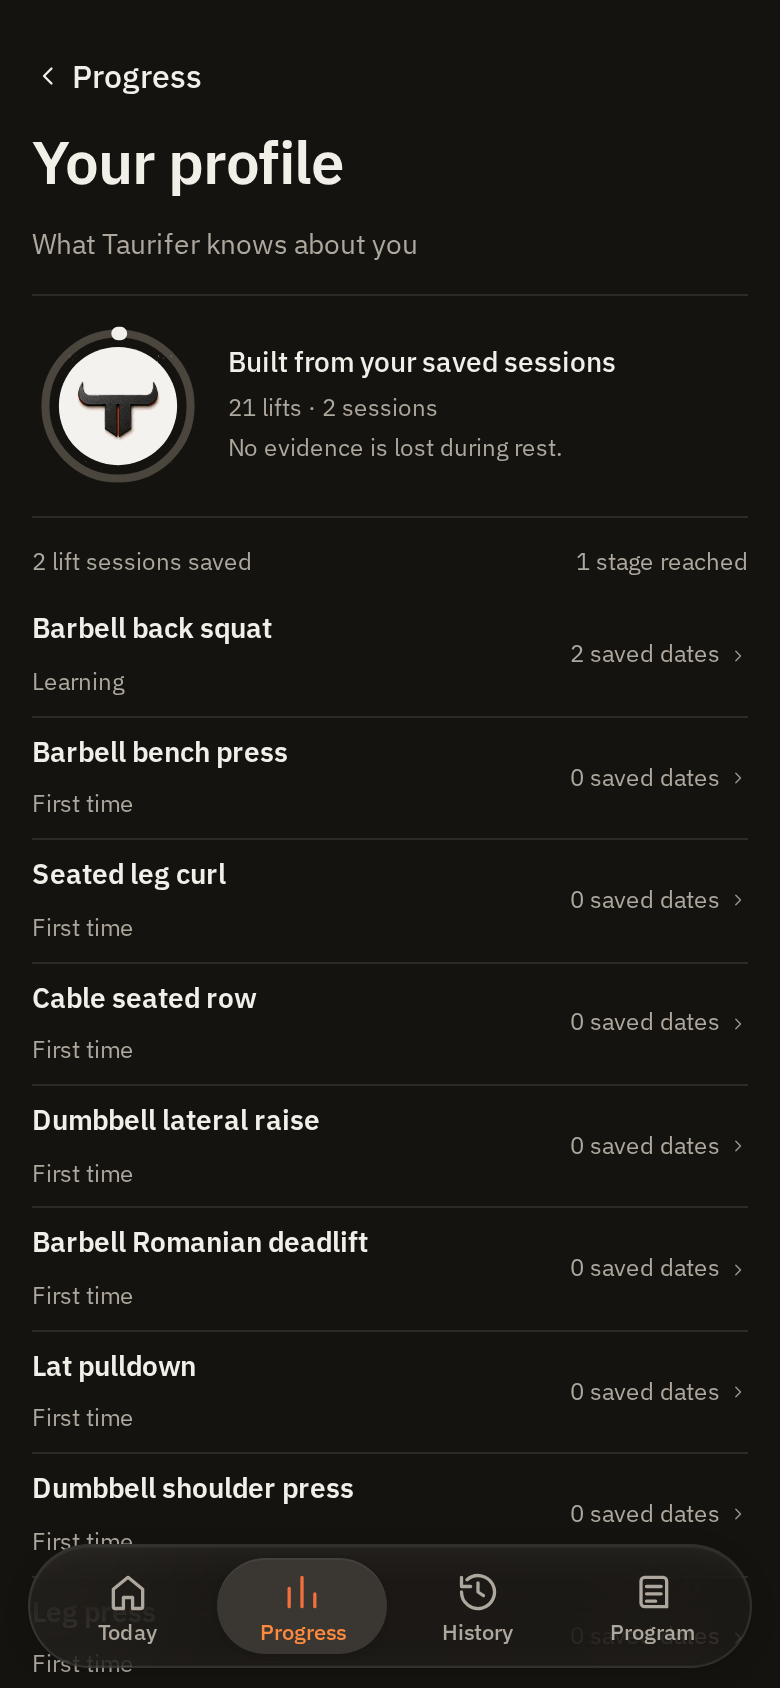 Progress
Your profile
What Taurifer knows about you
Built from your saved sessions
21 lifts · 2 sessions
No evidence is lost during rest.
2 lift sessions saved
1 stage reached
Barbell back squat
2 saved dates
Learning
Barbell bench press
0 saved dates
First time
Seated leg curl
0 saved dates
First time
Cable seated row
0 saved dates
First time
Dumbbell lateral raise
0 saved dates
First time
Barbell Romanian deadlift
0 saved dates
First time
Lat pulldown
0 saved dates
First time
Dumbbell shoulder press
0 saved dates
First time
Leg press
0 saved dates
First time
Today
Progress
History
Program